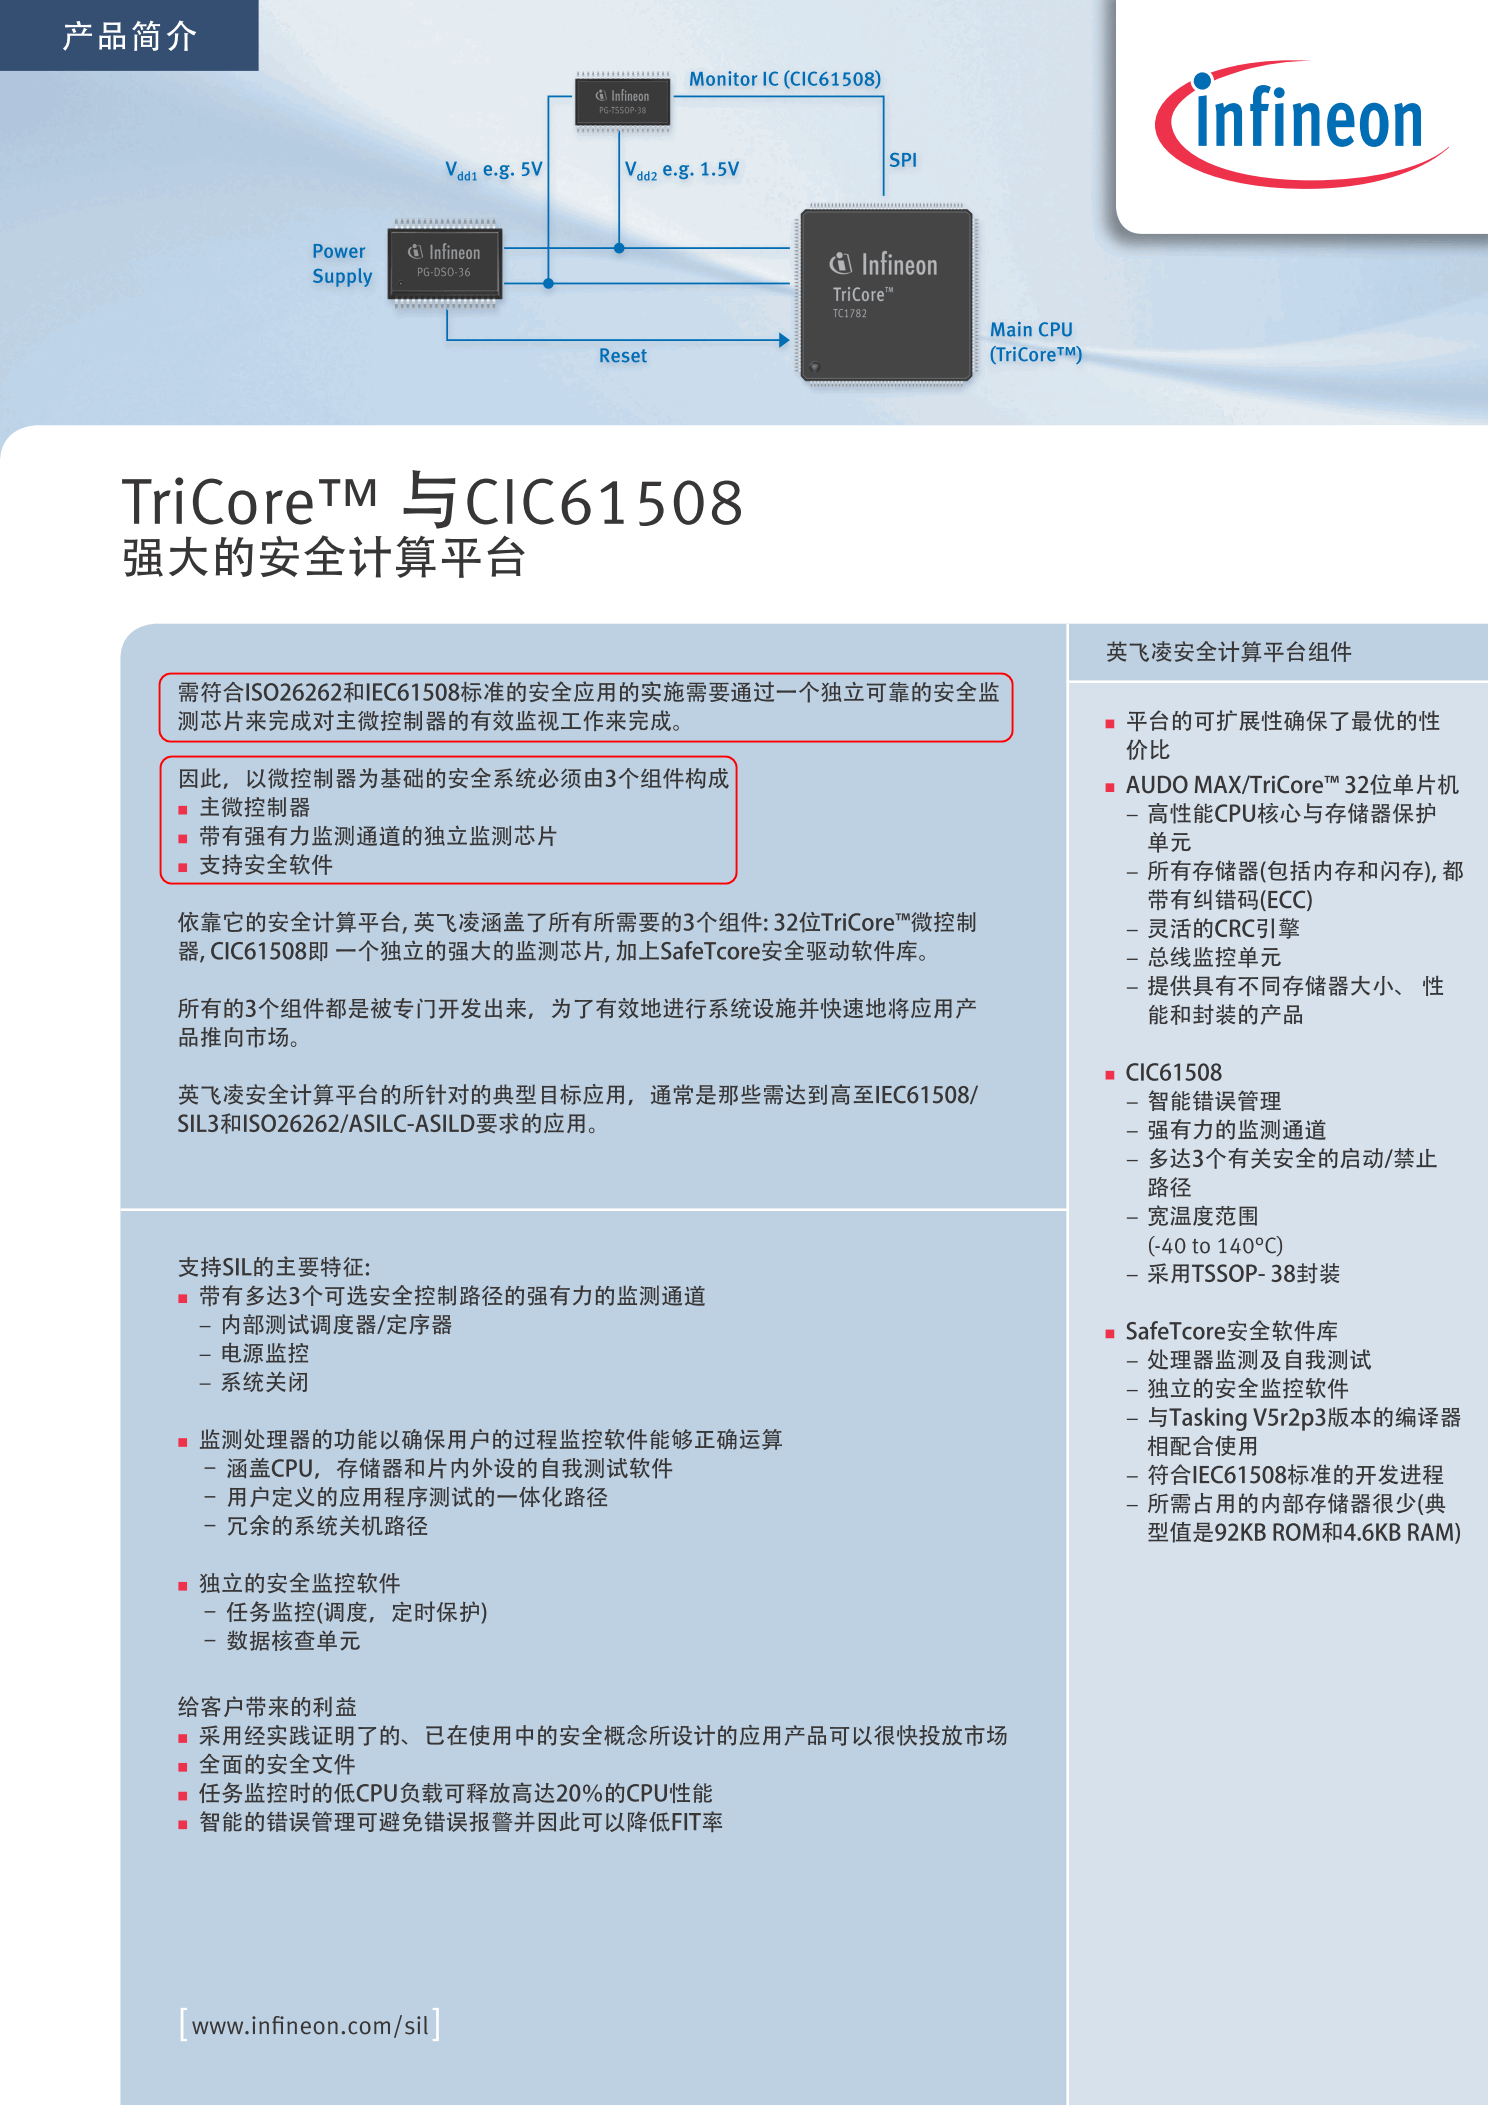 产品简介
Monitor IC (CIC61508)
Infineon
PG-TSSOP-38
infineon
Vdd1 e.g. 5V
Vdd2 e.g. 1.5V
SPI
Power
Supply
Infineon
PG-DSO-36
Infineon
TriCore™
TC1782
Reset
Main CPU
(TriCore™)
TriCore™ 与CIC61508
强大的安全计算平台
需符合ISO26262和IEC61508标准的安全应用的实施需要通过一个独立可靠的安全监
测芯片来完成对主微控制器的有效监视工作来完成。
因此，以微控制器为基础的安全系统必须由3个组件构成
■ 主微控制器
■ 带有强有力监测通道的独立监测芯片
■ 支持安全软件
依靠它的安全计算平台, 英飞凌涵盖了所有所需要的3个组件: 32位TriCore™微控制
器, CIC61508即 一个独立的强大的监测芯片, 加上SafeTcore安全驱动软件库。
所有的3个组件都是被专门开发出来，为了有效地进行系统设施并快速地将应用产
品推向市场。
英飞凌安全计算平台的所针对的典型目标应用，通常是那些需达到高至IEC61508/
SIL3和ISO26262/ASILC-ASILD要求的应用。
支持SIL的主要特征:
■ 带有多达3个可选安全控制路径的强有力的监测通道
– 内部测试调度器/定序器
– 电源监控
– 系统关闭
■ 监测处理器的功能以确保用户的过程监控软件能够正确运算
– 涵盖CPU，存储器和片内外设的自我测试软件
– 用户定义的应用程序测试的一体化路径
– 冗余的系统关机路径
■ 独立的安全监控软件
– 任务监控(调度，定时保护)
– 数据核查单元
给客户带来的利益
■ 采用经实践证明了的、已在使用中的安全概念所设计的应用产品可以很快投放市场
■ 全面的安全文件
■ 任务监控时的低CPU负载可释放高达20%的CPU性能
■ 智能的错误管理可避免错误报警并因此可以降低FIT率
[www.infineon.com/sil]
英飞凌安全计算平台组件
■ 平台的可扩展性确保了最优的性
价比
■ AUDO MAX/TriCore™ 32位单片机
– 高性能CPU核心与存储器保护
单元
– 所有存储器(包括内存和闪存), 都
带有纠错码(ECC)
– 灵活的CRC引擎
– 总线监控单元
– 提供具有不同存储器大小、 性
能和封装的产品
■ CIC61508
– 智能错误管理
– 强有力的监测通道
– 多达3个有关安全的启动/禁止
路径
– 宽温度范围
(-40 to 140°C)
– 采用TSSOP- 38封装
■ SafeTcore安全软件库
– 处理器监测及自我测试
– 独立的安全监控软件
– 与Tasking V5r2p3版本的编译器
相配合使用
– 符合IEC61508标准的开发进程
– 所需占用的内部存储器很少(典
型值是92KB ROM和4.6KB RAM)